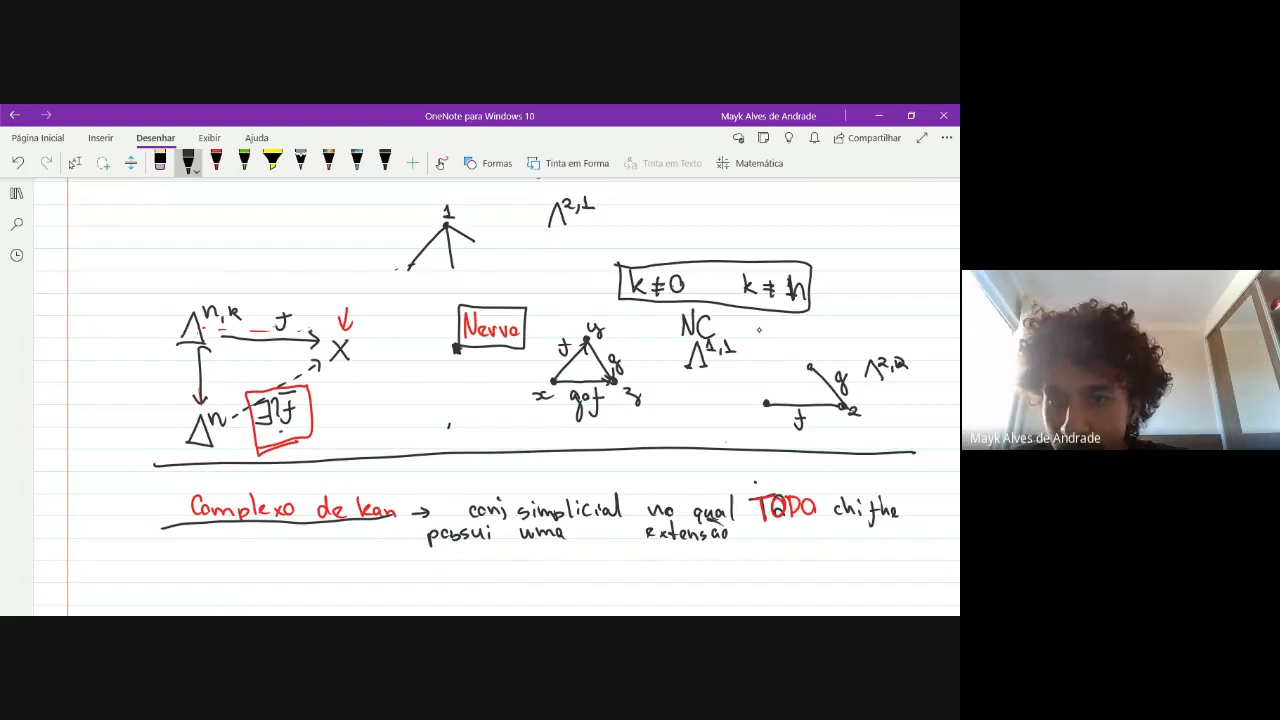 OneNote para Windows 10
Mayk Alves de Andrade
Página Inicial Inserir Desenhar Exibir Ajuda
Compartilhar
Formas Tinta em Forma Tinta em Texto Matemática
1
Λ^2,1
k ≠ 0 k ≠ n
Λ^n,k f X
Nervo
y
f g
x g∘f z
NC
Λ^1,1
g Λ^2,2
f 2
Δ^n ∃! f̄
Complexo de Kan → conj simplicial no qual TODO chifre
possui uma extensão
Mayk Alves de Andrade